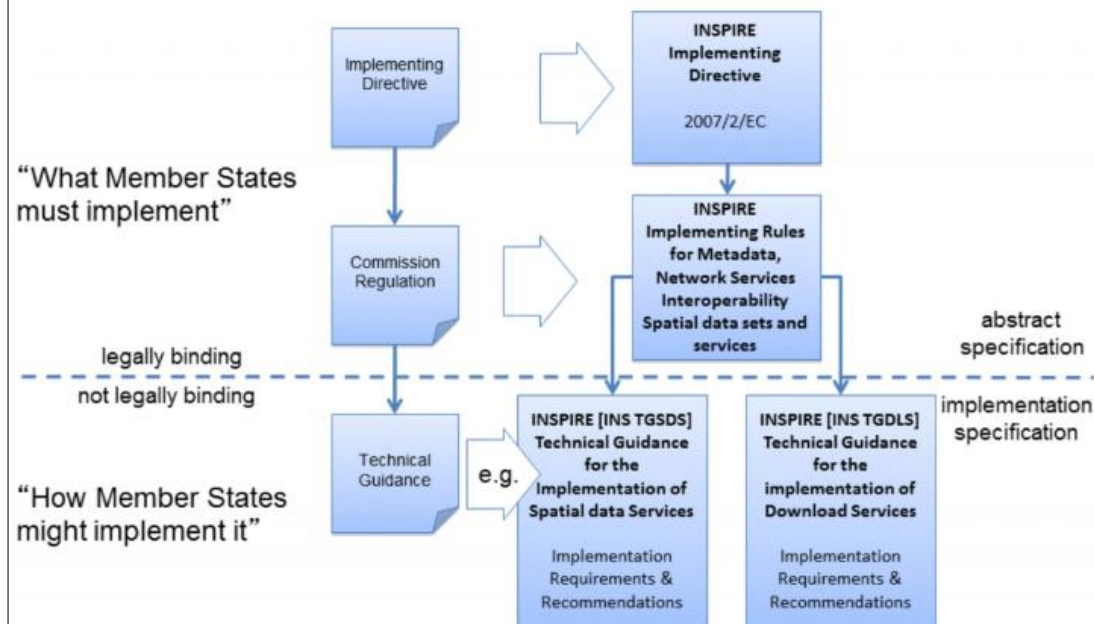 Implementing
Directive
INSPIRE
Implementing
Directive
2007/2/EC
“What Member States
must implement”
Commission
Regulation
INSPIRE
Implementing Rules
for Metadata,
Network Services
Interoperability
Spatial data sets and
services
abstract
specification
legally binding
not legally binding
implementation
specification
Technical
Guidance
e.g.
INSPIRE [INS TGSDS]
Technical Guidance
for the
Implementation of
Spatial data Services
Implementation
Requirements &
Recommendations
INSPIRE [INS TGDLS]
Technical Guidance
for the
implementation of
Download Services
Implementation
Requirements &
Recommendations
“How Member States
might implement it”